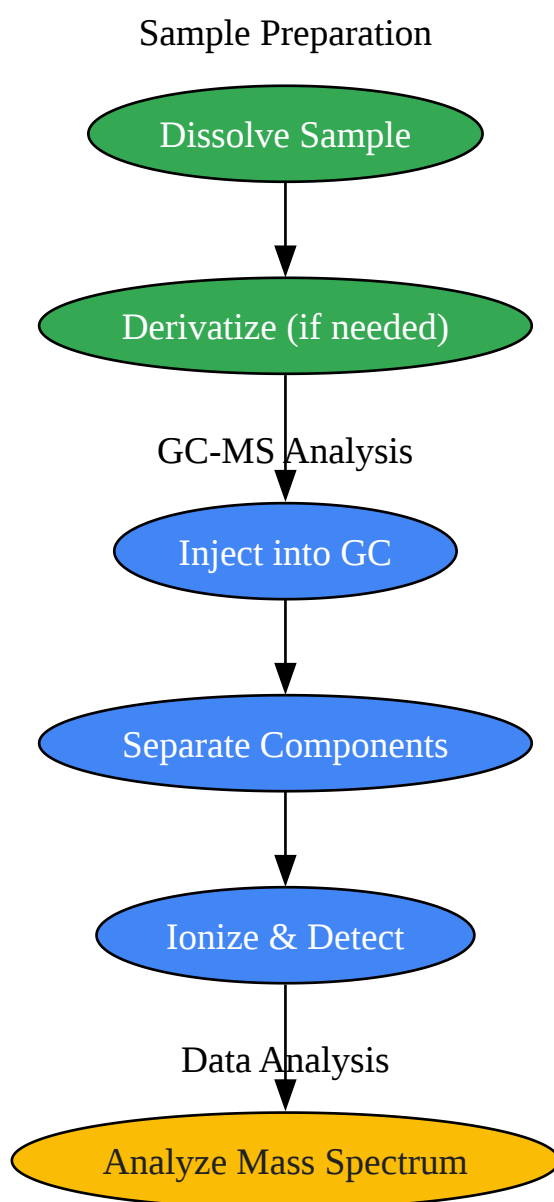 Sample Preparation
Dissolve Sample
Derivatize (if needed)
GC-MS Analysis
Inject into GC
Separate Components
Ionize & Detect
Data Analysis
Analyze Mass Spectrum